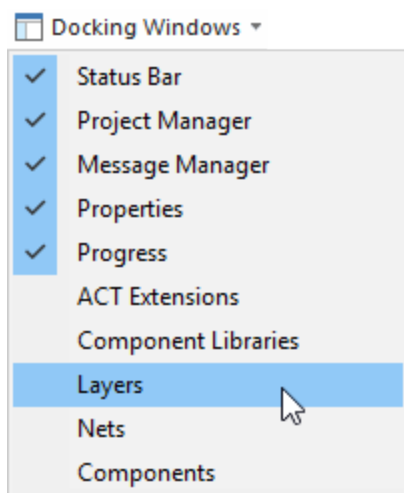 Docking Windows
Status Bar
Project Manager
Message Manager
Properties
Progress
ACT Extensions
Component Libraries
Layers
Nets
Components